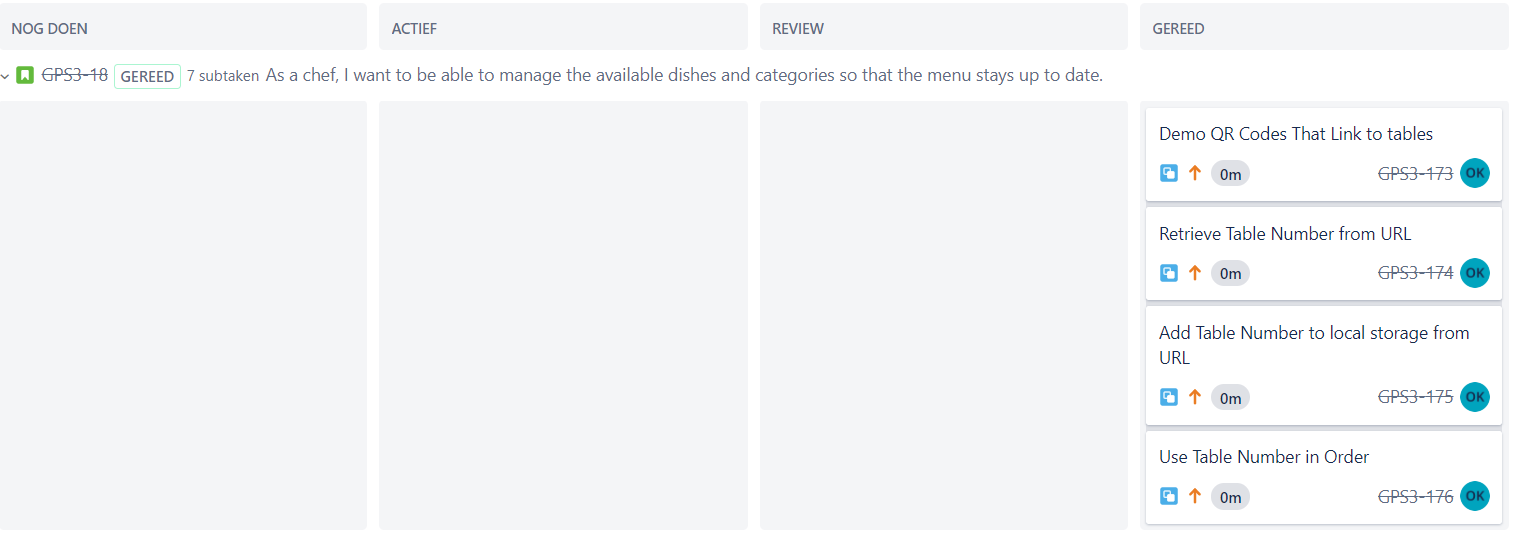 NOG DOEN ACTIEF REVIEW GEREED
GPS3-18 GEREED 7 subtaken As a chef, I want to be able to manage the available dishes and categories so that the menu stays up to date.
Demo QR Codes That Link to tables
0m GPS3-173 OK
Retrieve Table Number from URL
0m GPS3-174 OK
Add Table Number to local storage from
URL
0m GPS3-175 OK
Use Table Number in Order
0m GPS3-176 OK